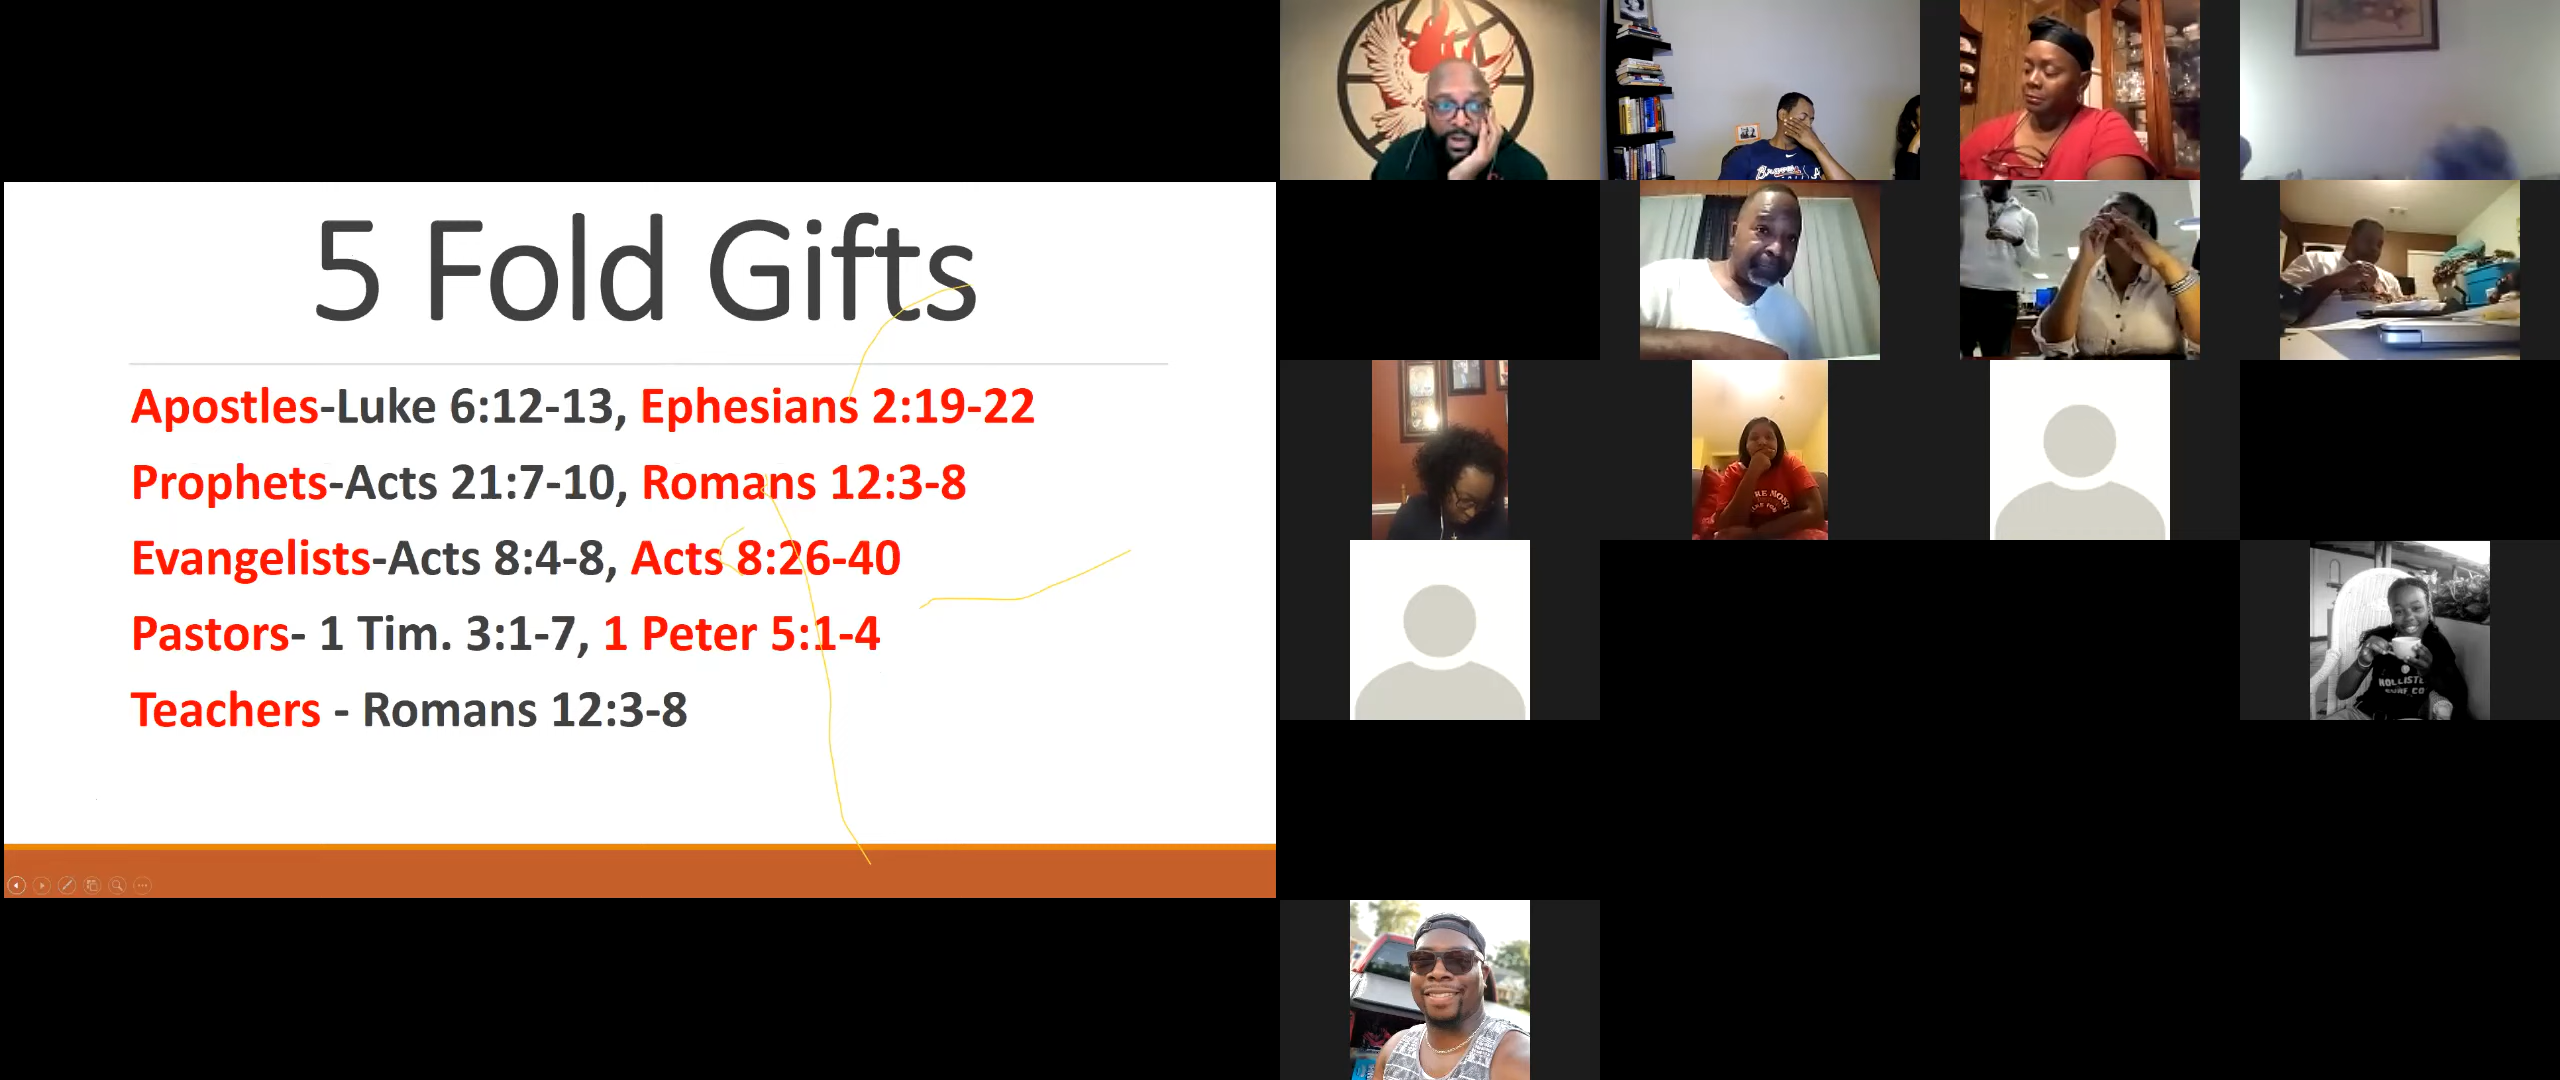 5 Fold Gifts
Apostles-Luke 6:12-13, Ephesians 2:19-22
Prophets-Acts 21:7-10, Romans 12:3-8
Evangelists-Acts 8:4-8, Acts 8:26-40
Pastors- 1 Tim. 3:1-7, 1 Peter 5:1-4
Teachers - Romans 12:3-8
Braves